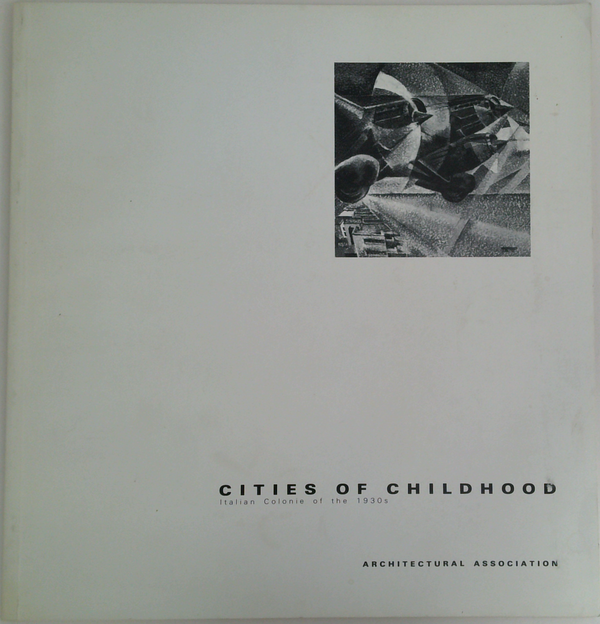 CITIES OF CHILDHOOD
Italian Colonie of the 1930s
ARCHITECTURAL ASSOCIATION